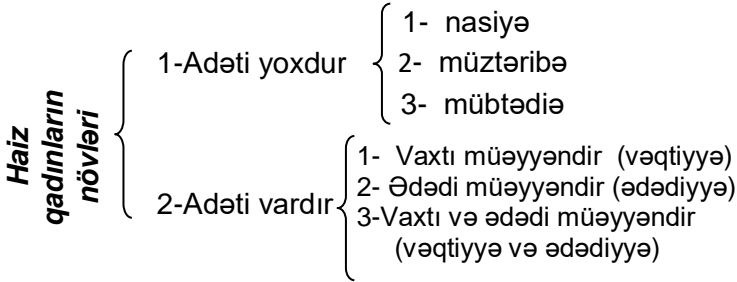 Haiz
qadınların
növləri
1-Adəti yoxdur
1- nasiyə
2- müztəribə
3- mübtədiə
2-Adəti vardır
1- Vaxtı müəyyəndir (vəqtiyyə)
2- Ədədi müəyyəndir (ədədiyyə)
3-Vaxtı və ədədi müəyyəndir
(vəqtiyyə və ədədiyyə)